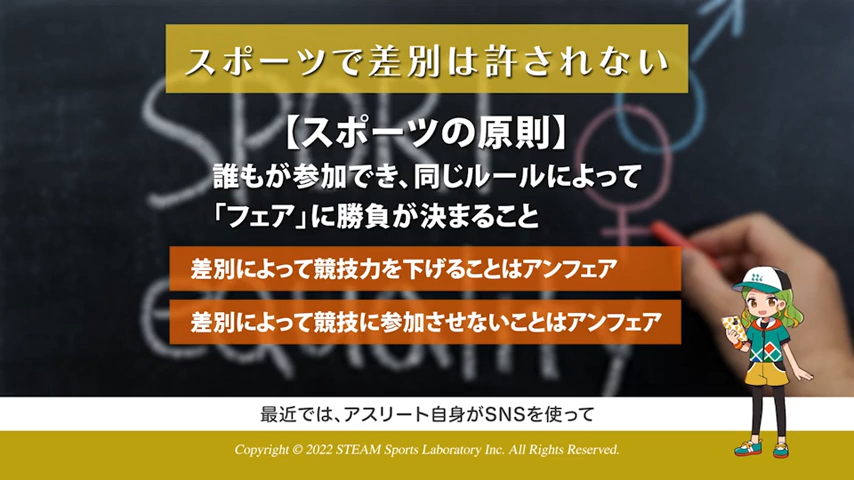 スポーツで差別は許されない
【スポーツの原則】
誰もが参加でき、同じルールによって
「フェア」に勝負が決まること
差別によって競技力を下げることはアンフェア
差別によって競技に参加させないことはアンフェア
SPORT
equality
最近では、アスリート自身がSNSを使って
Copyright © 2022 STEAM Sports Laboratory Inc. All Rights Reserved.